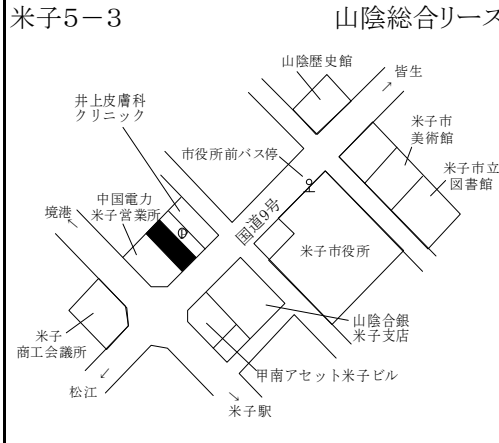 米子5－3
山陰総合リース
山陰歴史館
皆生
井上皮膚科
クリニック
米子市
美術館
市役所前バス停
米子市立
図書館
中国電力
米子営業所
境港
国道9号
米子市役所
米子
商工会議所
山陰合銀
米子支店
甲南アセット米子ビル
松江
米子駅